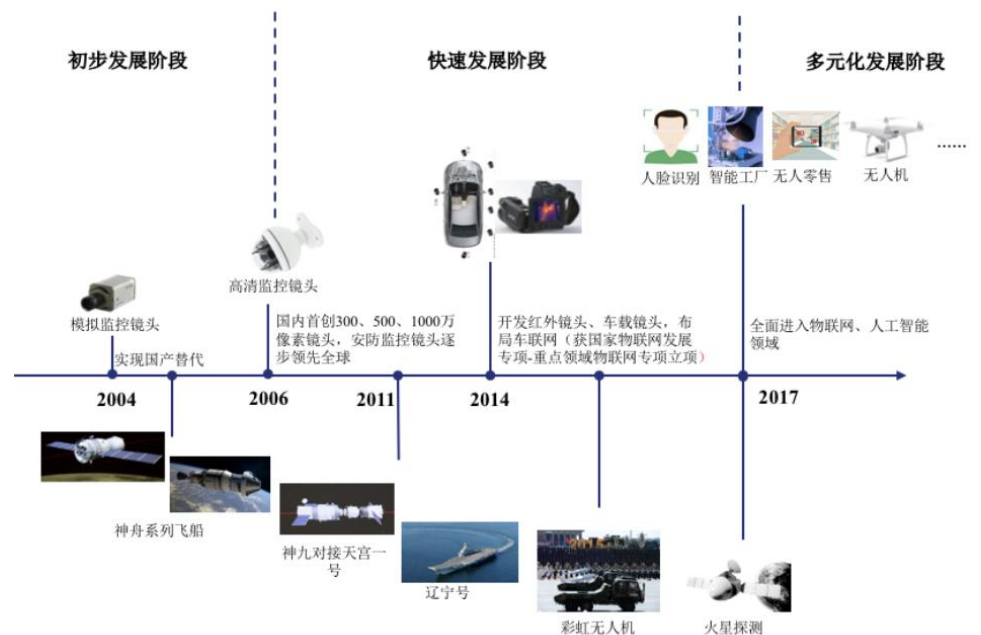 初步发展阶段
快速发展阶段
多元化发展阶段
人脸识别
智能工厂
无人零售
无人机
……
高清监控镜头
模拟监控镜头
实现国产替代
国内首创300、500、1000万
像素镜头，安防监控镜头逐
步领先全球
开发红外镜头、车载镜头，布
局车联网（获国家物联网发展
专项-重点领域物联网专项立项）
全面进入物联网、人工智能
领域
2004
2006
2011
2014
2017
神舟系列飞船
神九对接天宫一
号
辽宁号
彩虹无人机
火星探测